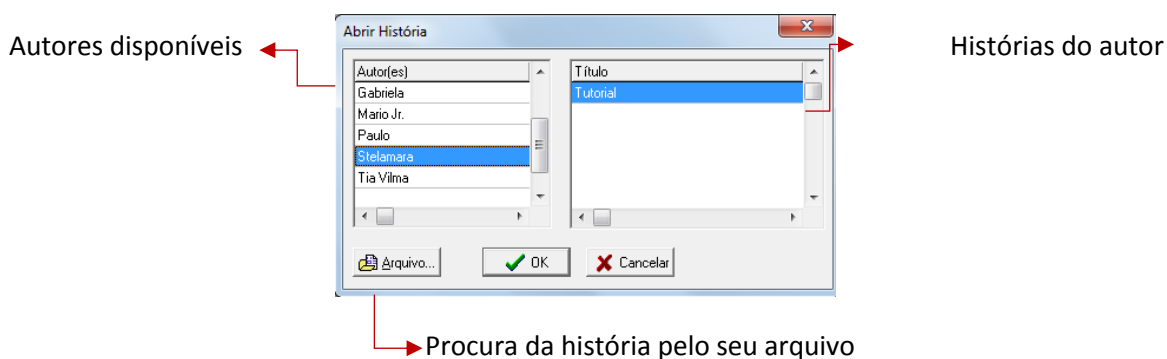 Abrir História
Autores disponíveis
Histórias do autor
Autor(es)
Título
Gabriela
Tutorial
Mario Jr.
Paulo
Stelamara
Tia Vilma
Arquivo...
OK
Cancelar
Procura da história pelo seu arquivo